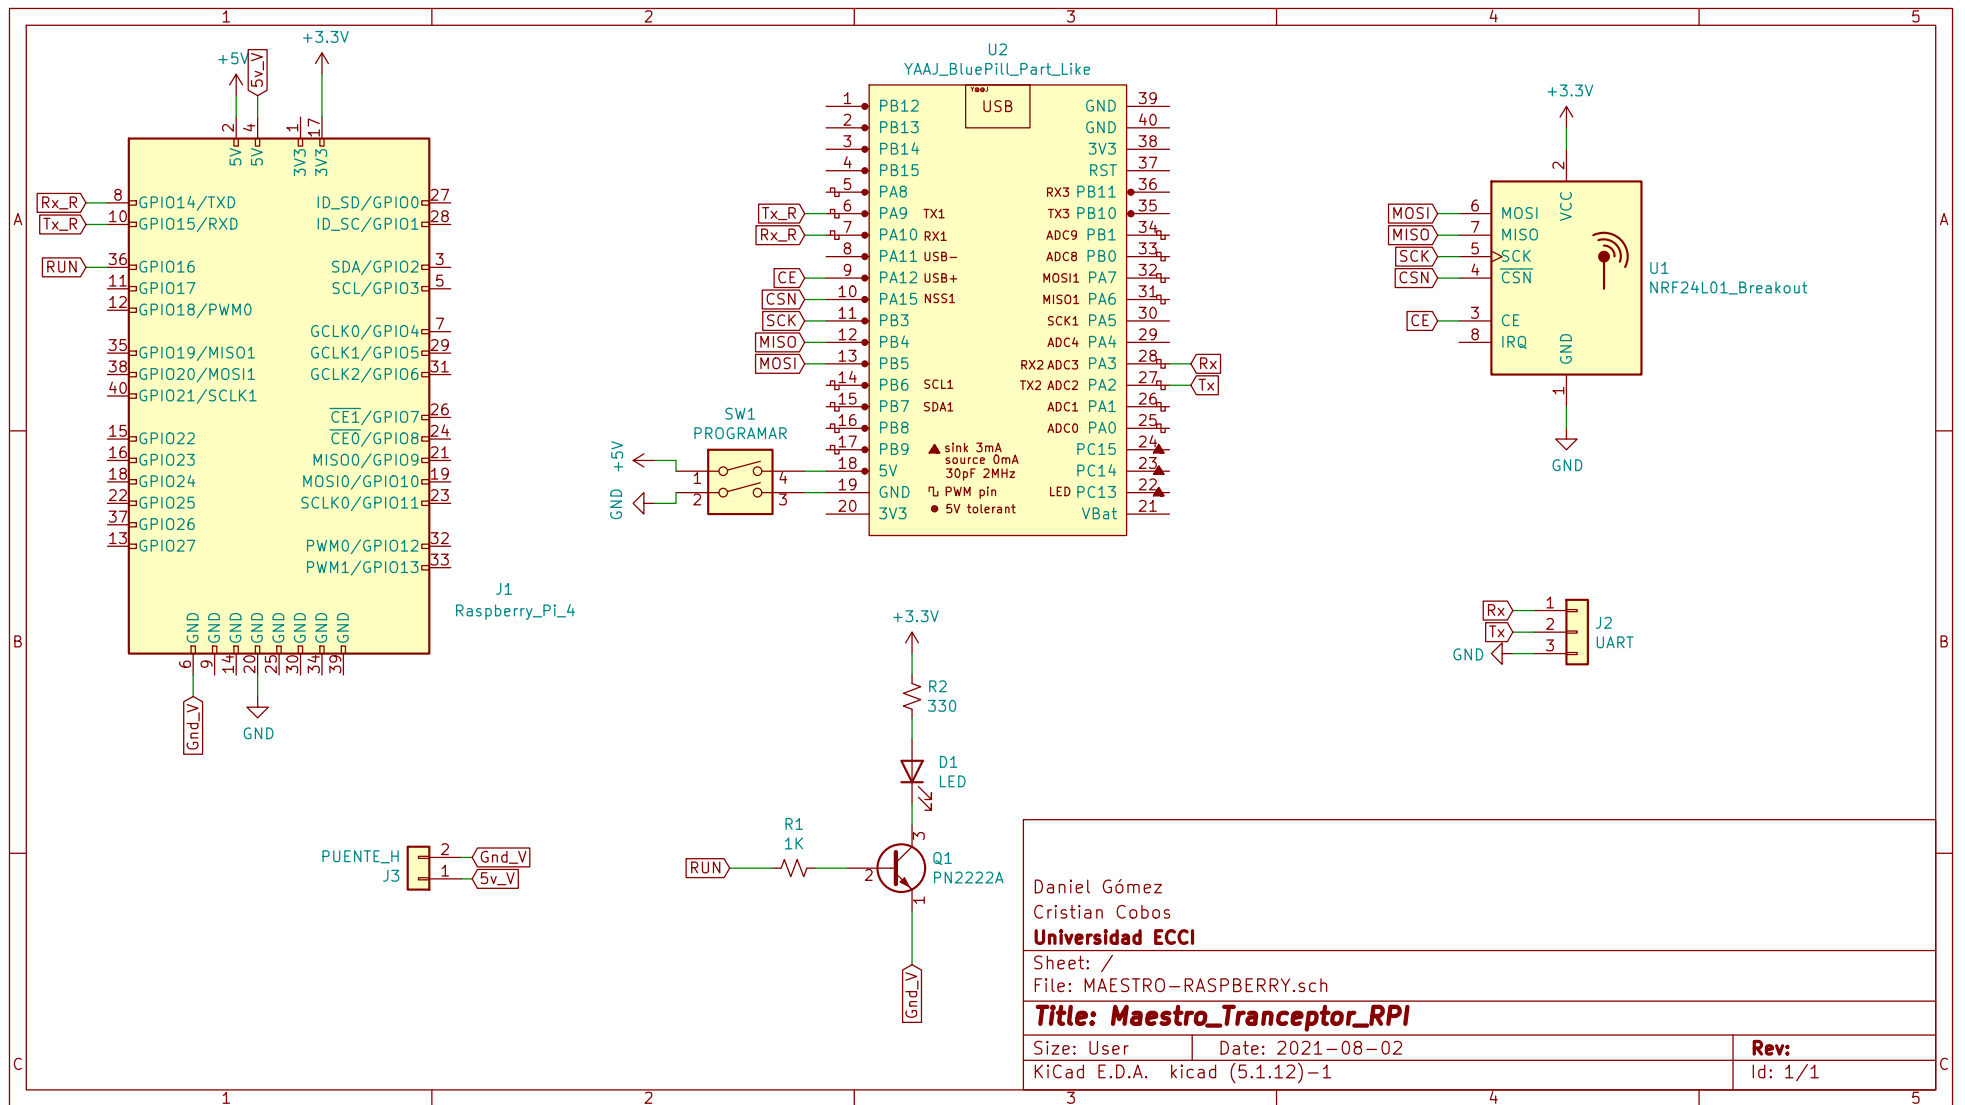 1 2 3 4 5
A
B
C
+5V
5v_V
+3.3V
2 4 1 17
5V 5V 3V3 3V3
Rx_R 8 GPIO14/TXD
Tx_R 10 GPIO15/RXD
RUN 36 GPIO16
11 GPIO17
12 GPIO18/PWM0
35 GPIO19/MISO1
38 GPIO20/MOSI1
40 GPIO21/SCLK1
15 GPIO22
16 GPIO23
18 GPIO24
22 GPIO25
37 GPIO26
13 GPIO27
ID_SD/GPIO0 27
ID_SC/GPIO1 28
SDA/GPIO2 3
SCL/GPIO3 5
GCLK0/GPIO4 7
GCLK1/GPIO5 29
GCLK2/GPIO6 31
CE1/GPIO7 26
CE0/GPIO8 24
MISO0/GPIO9 21
MOSI0/GPIO10 19
SCLK0/GPIO11 23
PWM0/GPIO12 32
PWM1/GPIO13 33
GND GND GND GND GND GND GND GND
6 9 14 20 25 30 34 39
Gnd_V
GND
J1
Raspberry_Pi_4
PUENTE_H
J3
2 Gnd_V
1 5v_V
U2
YAAJ_BluePill_Part_Like
YAAJ
USB
1 PB12
2 PB13
3 PB14
4 PB15
5 PA8
Tx_R 6 PA9 TX1
Rx_R 7 PA10 RX1
8 PA11 USB-
CE 9 PA12 USB+
CSN 10 PA15 NSS1
SCK 11 PB3
MISO 12 PB4
MOSI 13 PB5
14 PB6 SCL1
15 PB7 SDA1
16 PB8
17 PB9
18 5V
19 GND
20 3V3
GND 39
GND 40
3V3 38
RST 37
RX3 PB11 36
TX3 PB10 35
ADC9 PB1 34
ADC8 PB0 33
MOSI1 PA7 32
MISO1 PA6 31
SCK1 PA5 30
ADC4 PA4 29
RX2 ADC3 PA3 28 Rx
TX2 ADC2 PA2 27 Tx
ADC1 PA1 26
ADC0 PA0 25
PC15 24
PC14 23
LED PC13 22
VBat 21
sink 3mA
source 0mA
30pF 2MHz
PWM pin
5V tolerant
SW1
PROGRAMAR
+5V
GND
1 4
2 3
+3.3V
R2
330
D1
LED
R1
1K
RUN
2
3
1
Q1
PN2222A
Gnd_V
+3.3V
2
VCC
MOSI 6 MOSI
MISO 7 MISO
SCK 5 SCK
CSN 4 CSN
CE 3 CE
8 IRQ
GND
1
GND
U1
NRF24L01_Breakout
Rx 1
Tx 2
GND 3
J2
UART
Daniel Gómez
Cristian Cobos
Universidad ECCI
Sheet: /
File: MAESTRO-RASPBERRY.sch
Title: Maestro_Tranceptor_RPI
Size: User Date: 2021-08-02 Rev:
KiCad E.D.A. kicad (5.1.12)-1 Id: 1/1
A
B
C
1 2 3 4 5